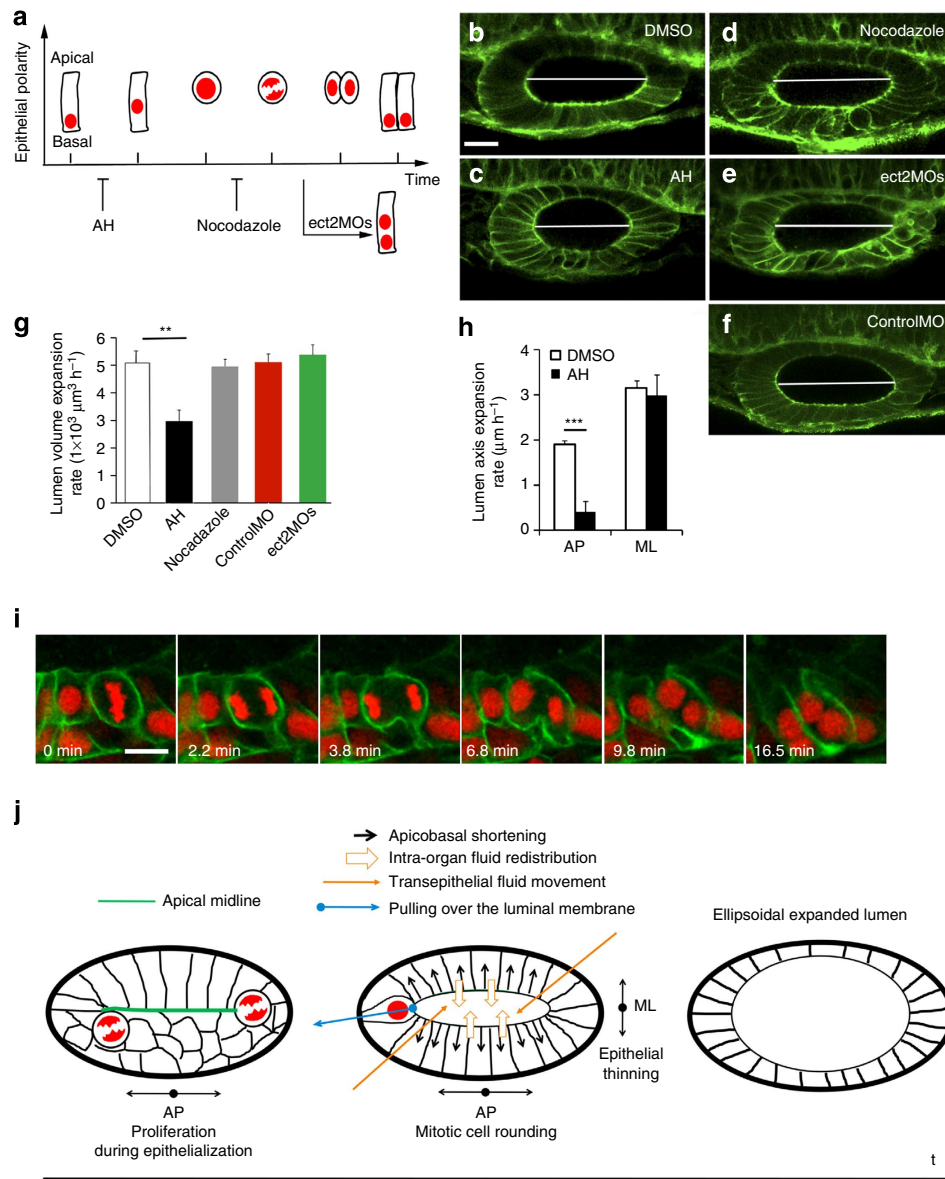 a
Epithelial polarity
Apical
Basal
Time
AH
Nocodazole
ect2MOs
b
DMSO
d
Nocodazole
c
AH
e
ect2MOs
f
ControlMO
g
Lumen volume expansion
rate (1×10³ μm³ h⁻¹)
6
5
4
3
2
1
0
**
DMSO
AH
Nocadazole
ControlMO
ect2MOs
h
Lumen axis expansion
rate (μm h⁻¹)
4
3
2
1
0
DMSO
AH
***
AP
ML
i
0 min
2.2 min
3.8 min
6.8 min
9.8 min
16.5 min
j
Apicobasal shortening
Intra-organ fluid redistribution
Transepithelial fluid movement
Pulling over the luminal membrane
Apical midline
Ellipsoidal expanded lumen
ML
Epithelial
thinning
AP
Proliferation
during epithelialization
AP
Mitotic cell rounding
t